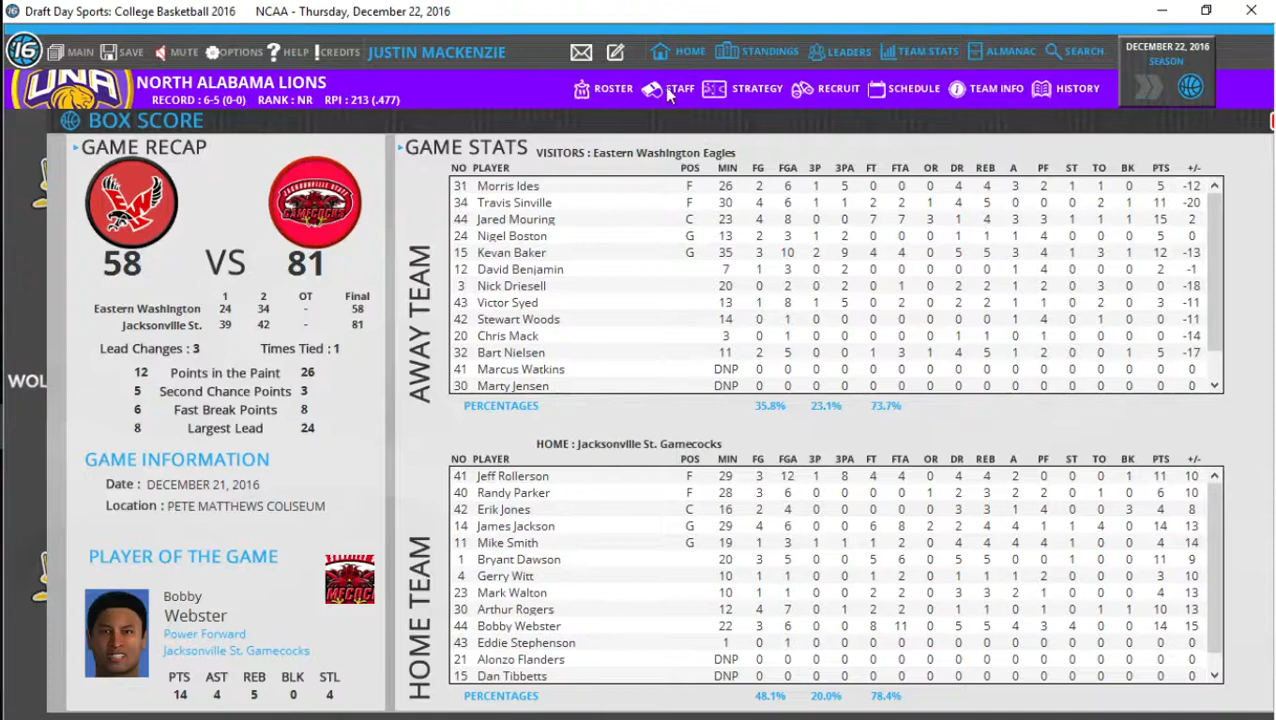 Draft Day Sports: College Basketball 2016 NCAA - Thursday, December 22, 2016
16 MAIN SAVE MUTE OPTIONS ? HELP ! CREDITS JUSTIN MACKENZIE HOME STANDINGS LEADERS TEAM STATS ALMANAC SEARCH DECEMBER 22, 2016
SEASON
UNA NORTH ALABAMA LIONS ROSTER STAFF STRATEGY RECRUIT SCHEDULE TEAM INFO HISTORY
RECORD : 6-5 (0-0) RANK : NR RPI : 213 (.477)
BOX SCORE
GAME RECAP
58 VS 81
1 2 OT Final
Eastern Washington 24 34 - 58
Jacksonville St. 39 42 - 81
Lead Changes : 3 Times Tied : 1
12 Points in the Paint 26
5 Second Chance Points 3
6 Fast Break Points 8
8 Largest Lead 24
GAME INFORMATION
Date : DECEMBER 21, 2016
Location : PETE MATTHEWS COLISEUM
PLAYER OF THE GAME
Bobby
Webster
Power Forward
Jacksonville St. Gamecocks
PTS AST REB BLK STL
14 4 5 0 4
WOL
GAME STATS VISITORS : Eastern Washington Eagles
AWAY TEAM
NO PLAYER POS MIN FG FGA 3P 3PA FT FTA OR DR REB A PF ST TO BK PTS +/-
31 Morris Ides F 26 2 6 1 5 0 0 0 4 4 3 2 1 1 0 5 -12
34 Travis Sinville F 30 4 6 1 1 2 2 1 4 5 0 0 0 2 1 11 -20
44 Jared Mouring C 23 4 8 0 0 7 7 3 1 4 3 3 1 1 1 15 2
24 Nigel Boston G 13 2 3 1 2 0 0 0 1 1 1 4 0 0 0 5 0
15 Kevan Baker G 35 3 10 2 9 4 4 0 5 5 3 4 1 3 1 12 -13
12 David Benjamin 7 1 3 0 2 0 0 0 0 0 1 4 0 0 0 2 -1
3 Nick Driesell 20 0 2 0 2 0 1 0 2 2 1 2 0 3 0 0 -18
43 Victor Syed 13 1 8 1 5 0 2 0 2 2 1 1 0 2 0 3 -11
42 Stewart Woods 14 0 1 0 0 0 0 0 0 0 1 4 0 1 0 0 -11
20 Chris Mack 3 0 1 0 0 0 0 0 1 1 0 1 0 0 0 0 -14
32 Bart Nielsen 11 2 5 0 0 1 3 1 4 5 1 2 0 0 1 5 -17
41 Marcus Watkins DNP 0 0 0 0 0 0 0 0 0 0 0 0 0 0 0 0
30 Marty Jensen DNP 0 0 0 0 0 0 0 0 0 0 0 0 0 0 0 0
PERCENTAGES 35.8% 23.1% 73.7%
HOME : Jacksonville St. Gamecocks
HOME TEAM
NO PLAYER POS MIN FG FGA 3P 3PA FT FTA OR DR REB A PF ST TO BK PTS +/-
41 Jeff Rollerson F 29 3 12 1 8 4 4 0 4 4 2 0 0 0 1 11 10
40 Randy Parker F 28 3 6 0 0 0 0 1 2 3 2 2 0 1 0 6 10
42 Erik Jones C 16 2 4 0 0 0 0 0 3 3 1 4 0 0 3 4 8
14 James Jackson G 29 4 6 0 0 6 8 2 2 4 4 1 1 4 0 14 13
11 Mike Smith G 19 1 3 1 1 1 2 0 4 4 4 4 1 0 0 4 14
1 Bryant Dawson 20 3 5 0 0 5 6 0 5 5 0 0 0 0 0 11 9
4 Gerry Witt 10 1 1 0 0 1 2 0 1 1 1 2 0 0 0 3 10
23 Mark Walton 10 1 1 0 0 2 2 0 3 3 1 1 0 0 0 4 13
30 Arthur Rogers 12 4 7 0 1 2 2 0 1 1 0 1 0 1 1 10 13
44 Bobby Webster 22 3 6 0 0 8 11 0 5 5 4 3 4 0 0 14 15
43 Eddie Stephenson 1 0 1 0 0 0 0 0 0 0 0 0 0 0 0 0 0
21 Alonzo Flanders DNP 0 0 0 0 0 0 0 0 0 0 0 0 0 0 0 0
15 Dan Tibbetts DNP 0 0 0 0 0 0 0 0 0 0 0 0 0 0 0 0
PERCENTAGES 48.1% 20.0% 78.4%